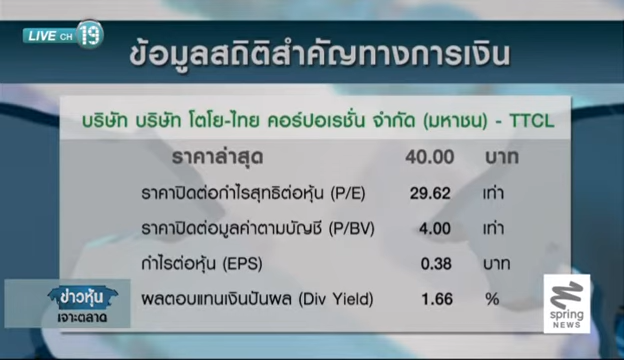 LIVE CH 19
ข้อมูลสถิติสำคัญทางการเงิน
บริษัท บริษัท โตโย-ไทย คอร์ปอเรชั่น จำกัด (มหาชน) - TTCL
ราคาล่าสุด 40.00 บาท
ราคาปิดต่อกำไรสุทธิต่อหุ้น (P/E) 29.62 เท่า
ราคาปิดต่อมูลค่าตามบัญชี (P/BV) 4.00 เท่า
กำไรต่อหุ้น (EPS) 0.38 บาท
ผลตอบแทนเงินปันผล (Div Yield) 1.66 %
ข่าวหุ้น
เจาะตลาด
spring
NEWS